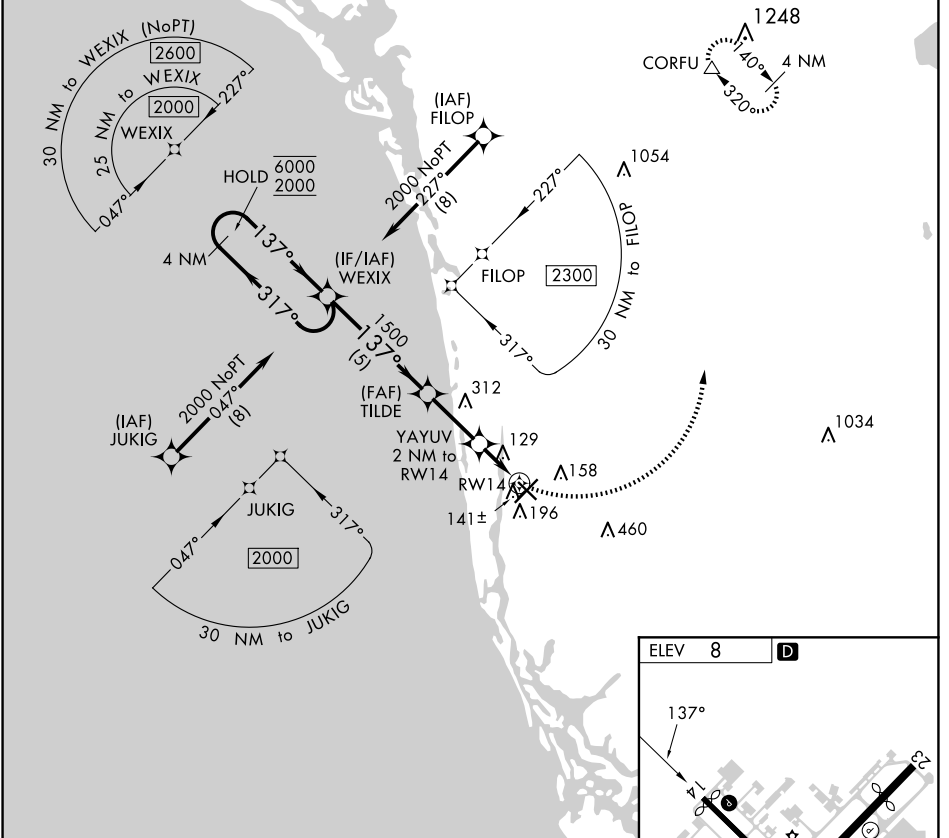 30 NM to WEXIX (NoPT)
2600
25 NM to WEXIX
2000
227°
WEXIX
047°
1248
140°
CORFU
4 NM
320°
(IAF)
FILOP
2000 NoPT
227°
(8)
1054
HOLD
6000
2000
4 NM
137°
317°
(IF/IAF)
WEXIX
227°
FILOP
2300
30 NM to FILOP
317°
1500
137°
(5)
2000 NoPT
047°
(8)
(IAF)
JUKIG
(FAF)
TILDE
312
1034
YAYUV
2 NM to
RW14
129
RW14
158
141±
196
460
JUKIG
317°
047°
2000
30 NM to JUKIG
ELEV 8
D
137°
14
23
P
P